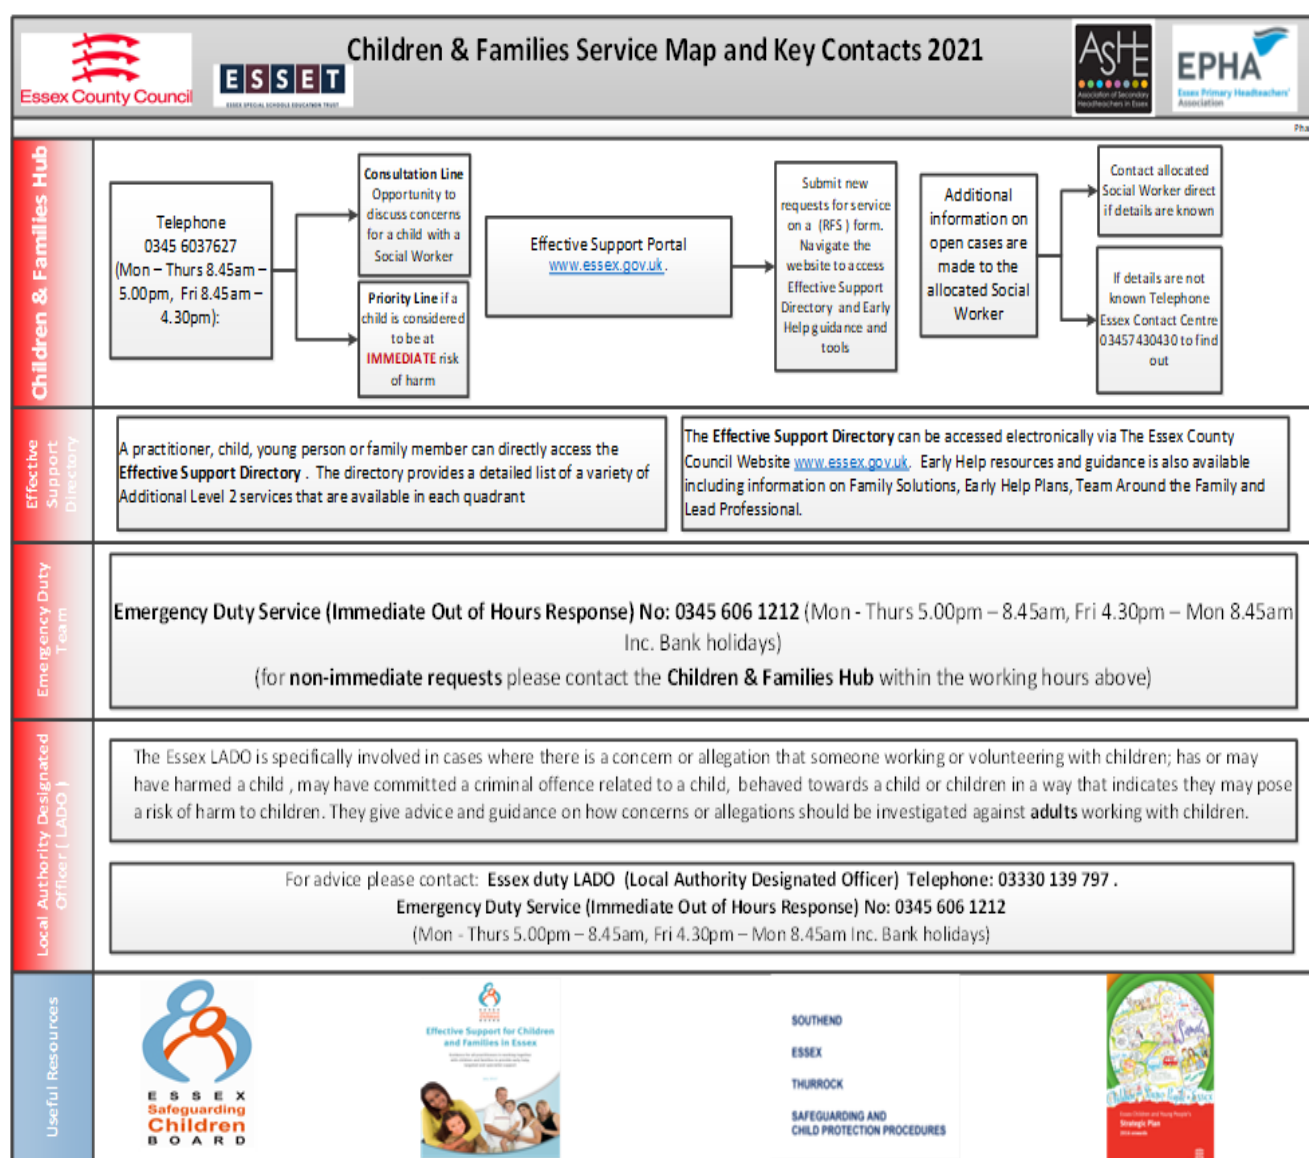 Children & Families Service Map and Key Contacts 2021
Essex County Council
ESSET
ESSEX SPECIAL SCHOOLS EDUCATION TRUST
ASHE
Association of Secondary
Headteachers in Essex
EPHA
Essex Primary Headteachers'
Association
Pha
Children & Families Hub
Telephone
0345 6037627
(Mon – Thurs 8.45am –
5.00pm, Fri 8.45am –
4.30pm):
Consultation Line
Opportunity to
discuss concerns
for a child with a
Social Worker
Priority Line if a
child is considered
to be at
IMMEDIATE risk
of harm
Effective Support Portal
www.essex.gov.uk .
Submit new
requests for service
on a (RFS ) form.
Navigate the
website to access
Effective Support
Directory and Early
Help guidance and
tools
Additional
information on
open cases are
made to the
allocated Social
Worker
Contact allocated
Social Worker direct
if details are known
If details are not
known Telephone
Essex Contact Centre
03457430430 to find
out
Effective
Support
Directory
A practitioner, child, young person or family member can directly access the
Effective Support Directory . The directory provides a detailed list of a variety of
Additional Level 2 services that are available in each quadrant
The Effective Support Directory can be accessed electronically via The Essex County
Council Website www.essex.gov.uk. Early Help resources and guidance is also available
including information on Family Solutions, Early Help Plans, Team Around the Family and
Lead Professional.
Emergency Duty
Team
Emergency Duty Service (Immediate Out of Hours Response) No: 0345 606 1212 (Mon - Thurs 5.00pm – 8.45am, Fri 4.30pm – Mon 8.45am
Inc. Bank holidays)
(for non-immediate requests please contact the Children & Families Hub within the working hours above)
Local Authority Designated
Officer ( LADO )
The Essex LADO is specifically involved in cases where there is a concern or allegation that someone working or volunteering with children; has or may
have harmed a child , may have committed a criminal offence related to a child, behaved towards a child or children in a way that indicates they may pose
a risk of harm to children. They give advice and guidance on how concerns or allegations should be investigated against adults working with children.
For advice please contact: Essex duty LADO (Local Authority Designated Officer) Telephone: 03330 139 797 .
Emergency Duty Service (Immediate Out of Hours Response) No: 0345 606 1212
(Mon - Thurs 5.00pm – 8.45am, Fri 4.30pm – Mon 8.45am Inc. Bank holidays)
Useful Resources
ESSEX
Safeguarding
Children
BOARD
Effective Support for Children
and Families in Essex
SOUTHEND
ESSEX
THURROCK
SAFEGUARDING AND
CHILD PROTECTION PROCEDURES
Essex Children and Young People's
Strategic Plan